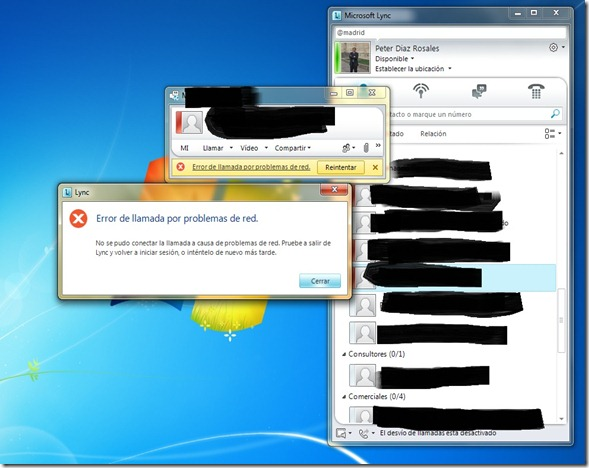 Microsoft Lync
@madrid
Peter Diaz Rosales
Disponible
Establecer la ubicación
contacto o marque un número
Relación
MI Llamar Vídeo Compartir
Error de llamada por problemas de red. Reintentar
Lync
Error de llamada por problemas de red.
No se pudo conectar la llamada a causa de problemas de red. Pruebe a salir de
Lync y volver a iniciar sesión, o inténtelo de nuevo más tarde.
Cerrar
Consultores (0/1)
Comerciales (0/4)
El desvío de llamadas está desactivado